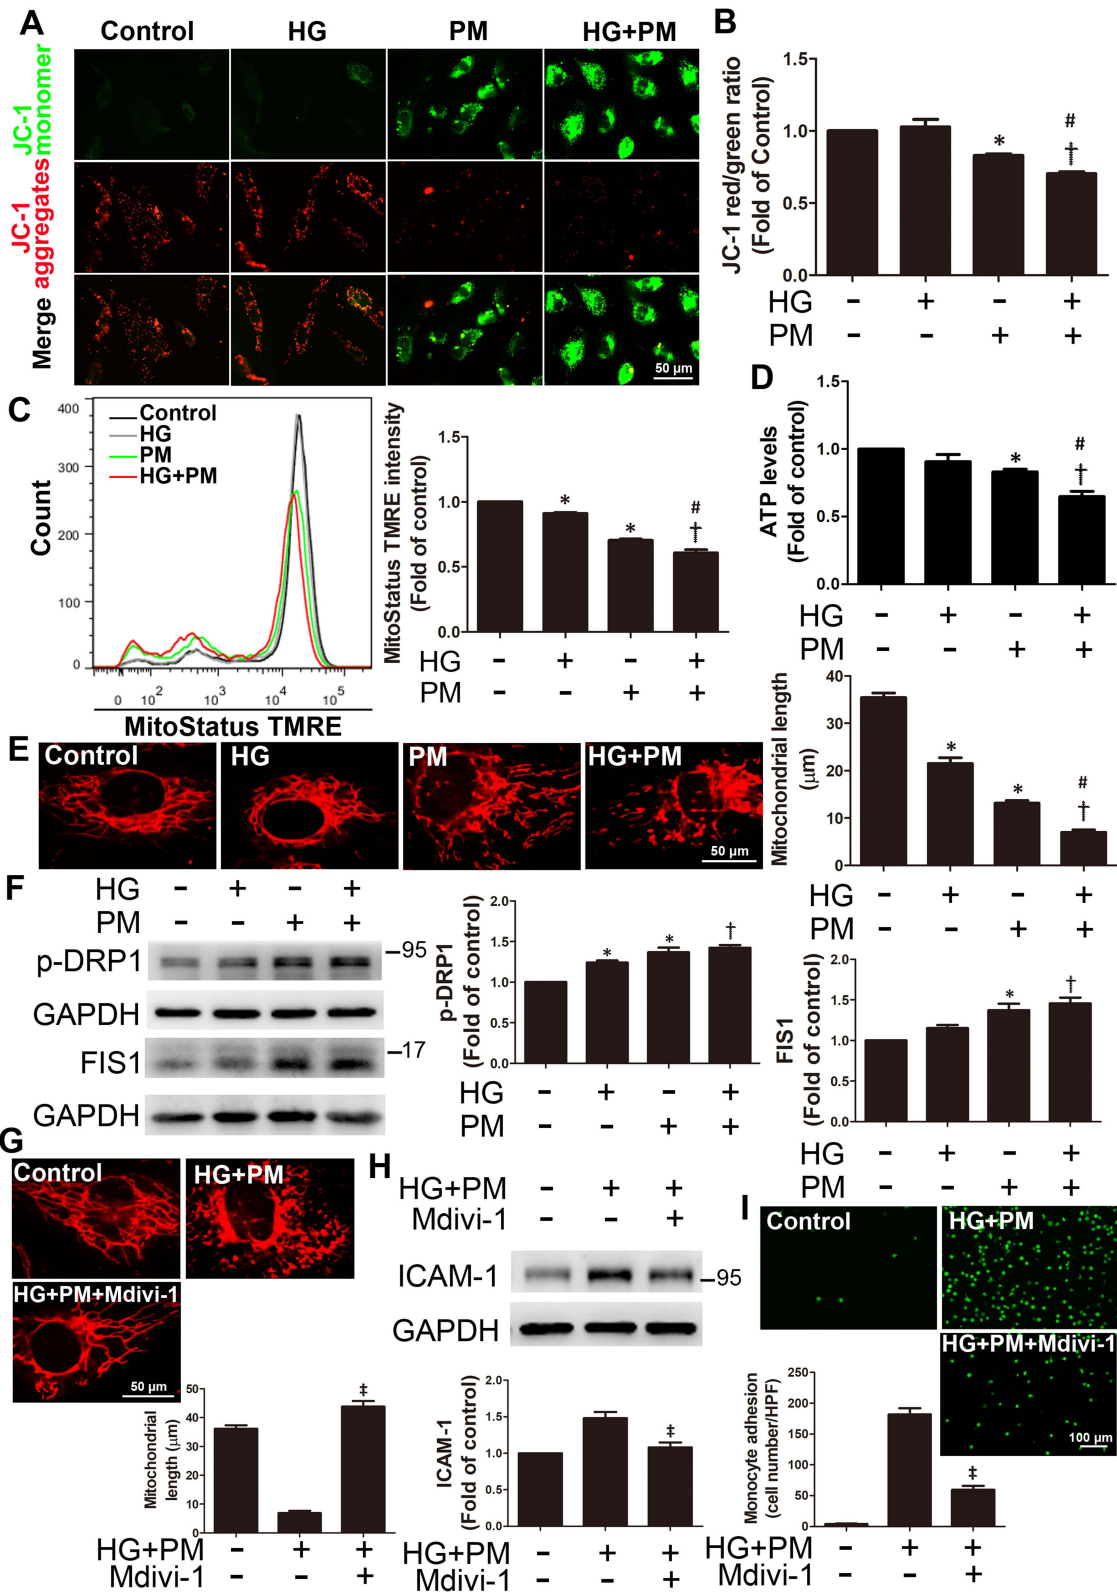 A
Control
HG
PM
HG+PM
JC-1
monomer
JC-1
aggregates
Merge
50 µm
B
JC-1 red/green ratio
(Fold of Control)
1.5
1.0
0.5
0.0
HG
- + - +
PM
- - + +
C
Count
400
300
200
100
0
Control
HG
PM
HG+PM
0 10² 10³ 10⁴ 10⁵
MitoStatus TMRE
MitoStatus TMRE intensity
(Fold of control)
1.5
1.0
0.5
0.0
* * # †
HG - + - +
PM - - + +
D
ATP levels
(Fold of control)
1.5
1.0
0.5
0.0
* # †
HG - + - +
PM - - + +
E
Control
HG
PM
HG+PM
50 µm
Mitochondrial length
(µm)
40
30
20
10
0
* * # †
HG - + - +
PM - - + +
F
HG - + - +
PM - - + +
p-DRP1
–95
GAPDH
FIS1
–17
GAPDH
p-DRP1
(Fold of control)
2.0
1.5
1.0
0.5
0.0
* * †
HG - + - +
PM - - + +
FIS1
(Fold of control)
2.0
1.5
1.0
0.5
0.0
* †
HG - + - +
PM - - + +
G
Control
HG+PM
HG+PM+Mdivi-1
50 µm
Mitochondrial
length (µm)
50
40
30
20
10
0
‡
HG+PM - + +
Mdivi-1 - - +
H
HG+PM - + +
Mdivi-1 - - +
ICAM-1
–95
GAPDH
ICAM-1
(Fold of control)
2.0
1.5
1.0
0.5
0.0
‡
HG+PM - + +
Mdivi-1 - - +
I
Control
HG+PM
HG+PM+Mdivi-1
100 µm
Monocyte adhesion
(cell number/HPF)
250
200
150
100
50
0
‡
HG+PM - + +
Mdivi-1 - - +